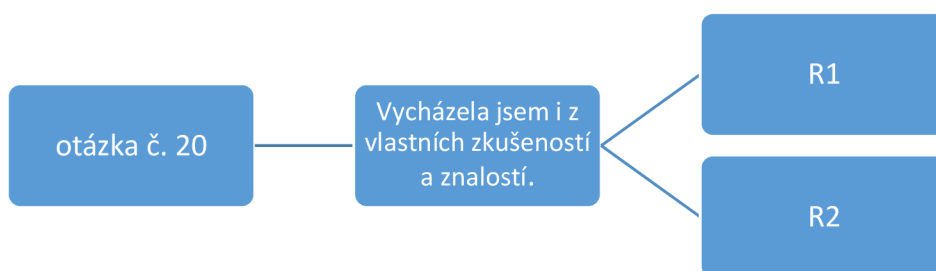 otázka č. 20
Vycházela jsem i z
vlastních zkušeností
a znalostí.
R1
R2